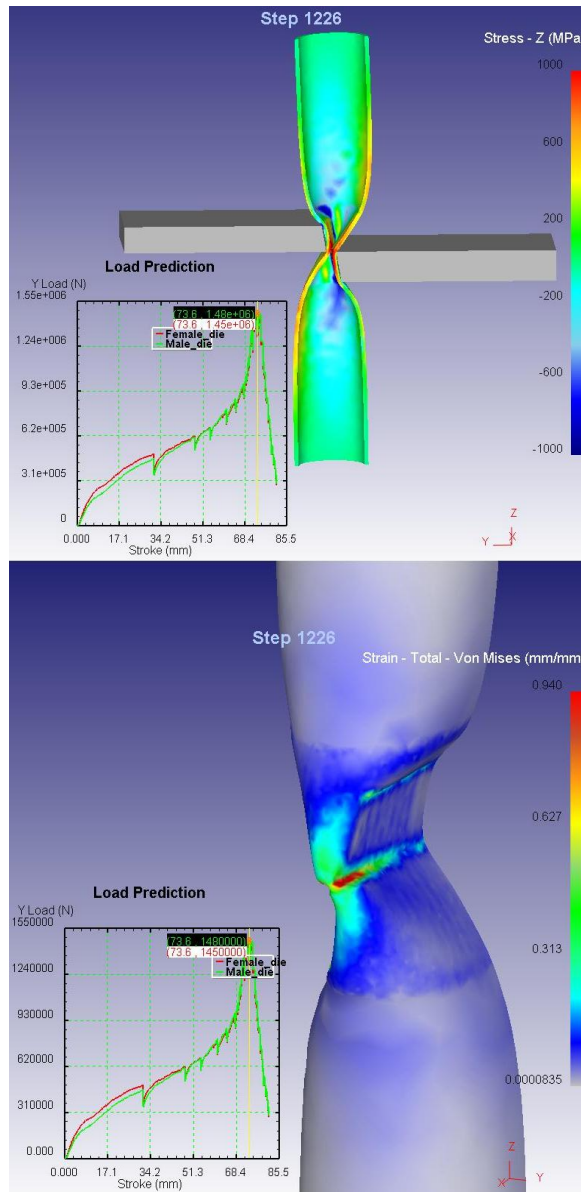 Step 1226
Stress - Z (MPa
1000
600
200
-200
-600
-1000
Load Prediction
Y Load (N)
1.55e+006
1.24e+006
9.3e+005
6.2e+005
3.1e+005
0
(73.6 , 1.48e+06)
(73.6 , 1.45e+06)
Female_die
Male_die
0.000 17.1 34.2 51.3 68.4 85.5
Stroke (mm)
Z
Y X
Step 1226
Strain - Total - Von Mises (mm/mm
0.940
0.627
0.313
0.0000835
Load Prediction
Y Load (N)
1550000
1240000
930000
620000
310000
0.000
(73.6 , 1480000)
(73.6 , 1450000)
Female_die
Male_die
0.000 17.1 34.2 51.3 68.4 85.5
Stroke (mm)
Z
X Y